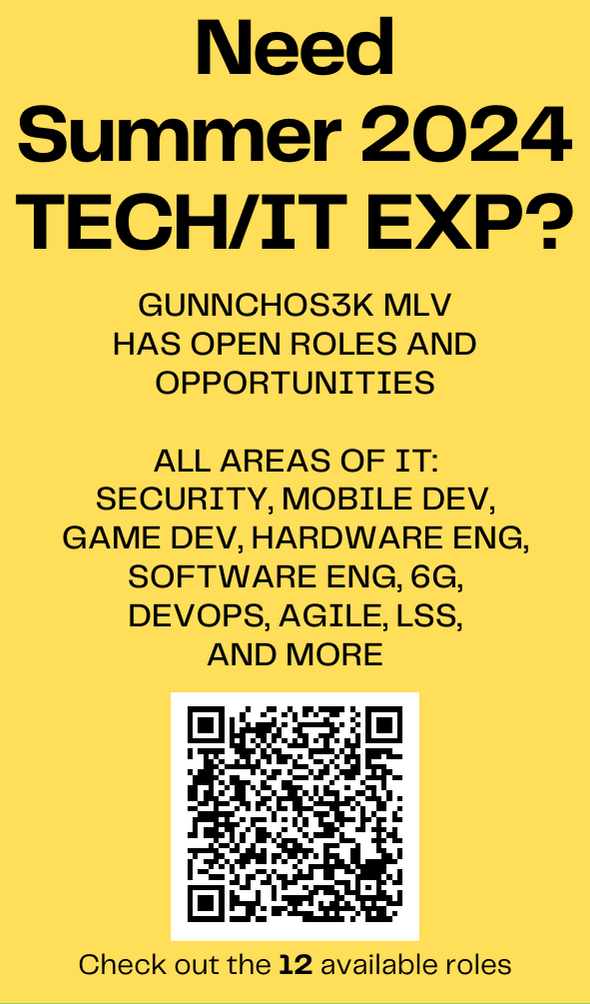 Need
Summer 2024
TECH/IT EXP?
GUNNCHOS3K MLV
HAS OPEN ROLES AND
OPPORTUNITIES
ALL AREAS OF IT:
SECURITY, MOBILE DEV,
GAME DEV, HARDWARE ENG,
SOFTWARE ENG, 6G,
DEVOPS, AGILE, LSS,
AND MORE
Check out the 12 available roles